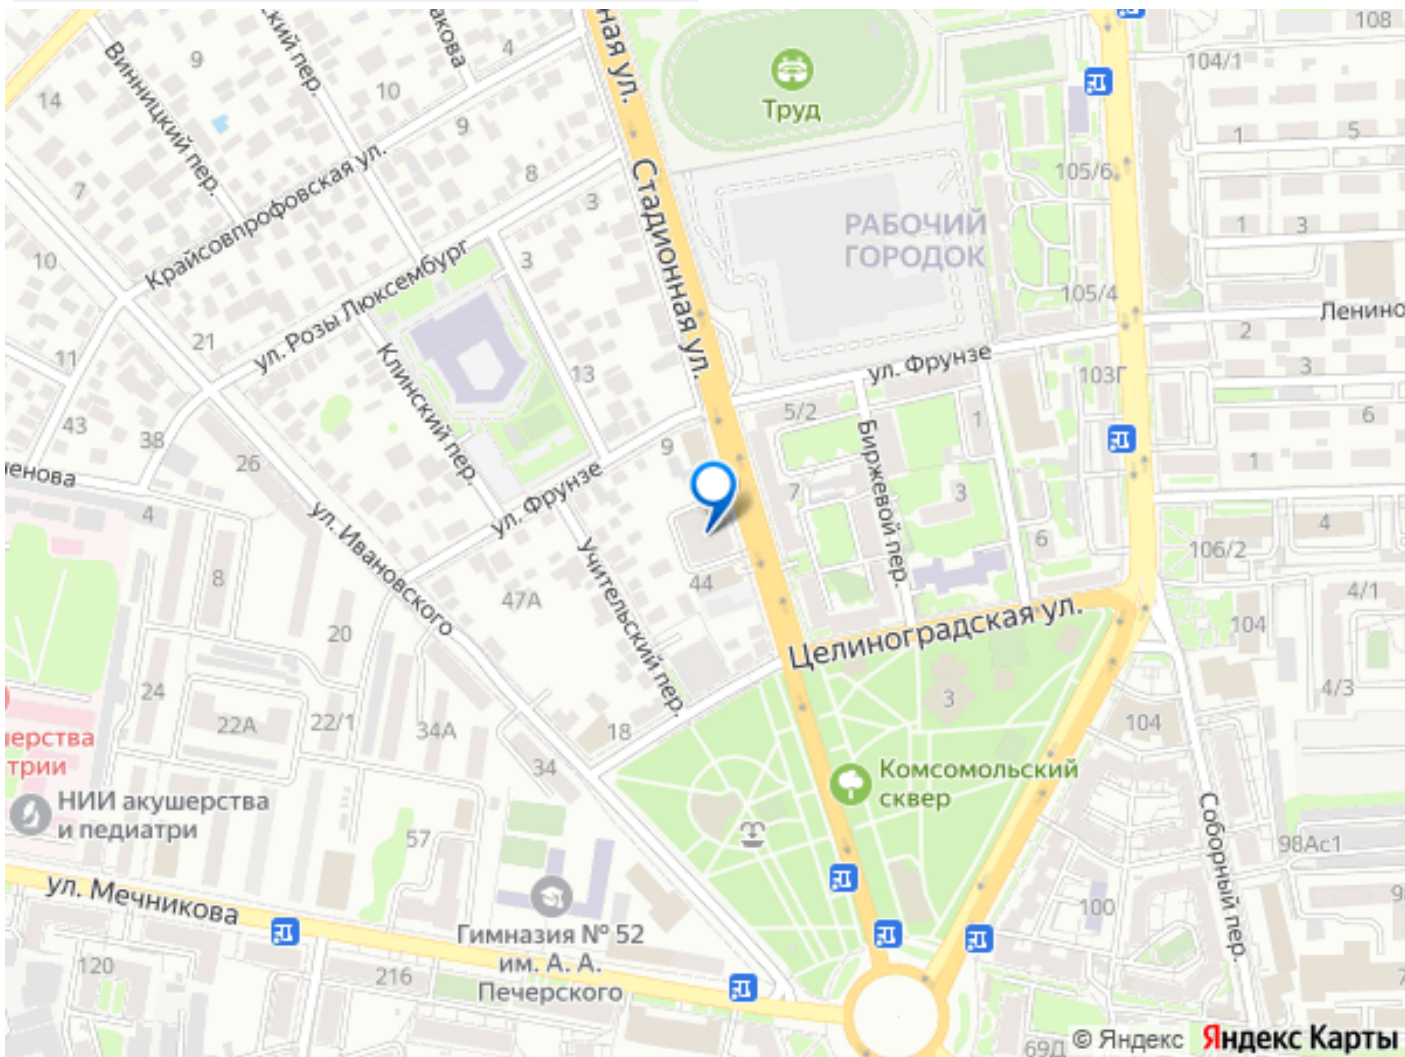 108
ная ул.
акова
ский пер.
Винницкий пер.
9
4
104/1
14
10
Труд
9
1
5
Крайсовпрофовская ул.
8
105/6
7
3
Стадионная ул.
РАБОЧИЙ
ГОРОДОК
1
3
10
3
105/4
Ленино
ул. Розы Люксембург
21
2
11
Клинский пер.
13
ул. Фрунзе
103Г
3
5/2
1
6
43
38
9
Биржевой пер.
26
1
енова
ул. Фрунзе
7
3
4
ул. Ивановского
4
6
106/2
Учительский пер.
8
44
4/1
47А
Целиноградская ул.
20
104
24
3
4/3
22А
22/1
34А
18
104
шерства
трии
34
Комсомольский
сквер
НИИ акушерства
и педиатри
57
Соборный пер.
98Ас1
ул. Мечникова
100
9
Гимназия № 52
им. А. А.
Печерского
120
216
7
69Д
© Яндекс Яндекс Карты